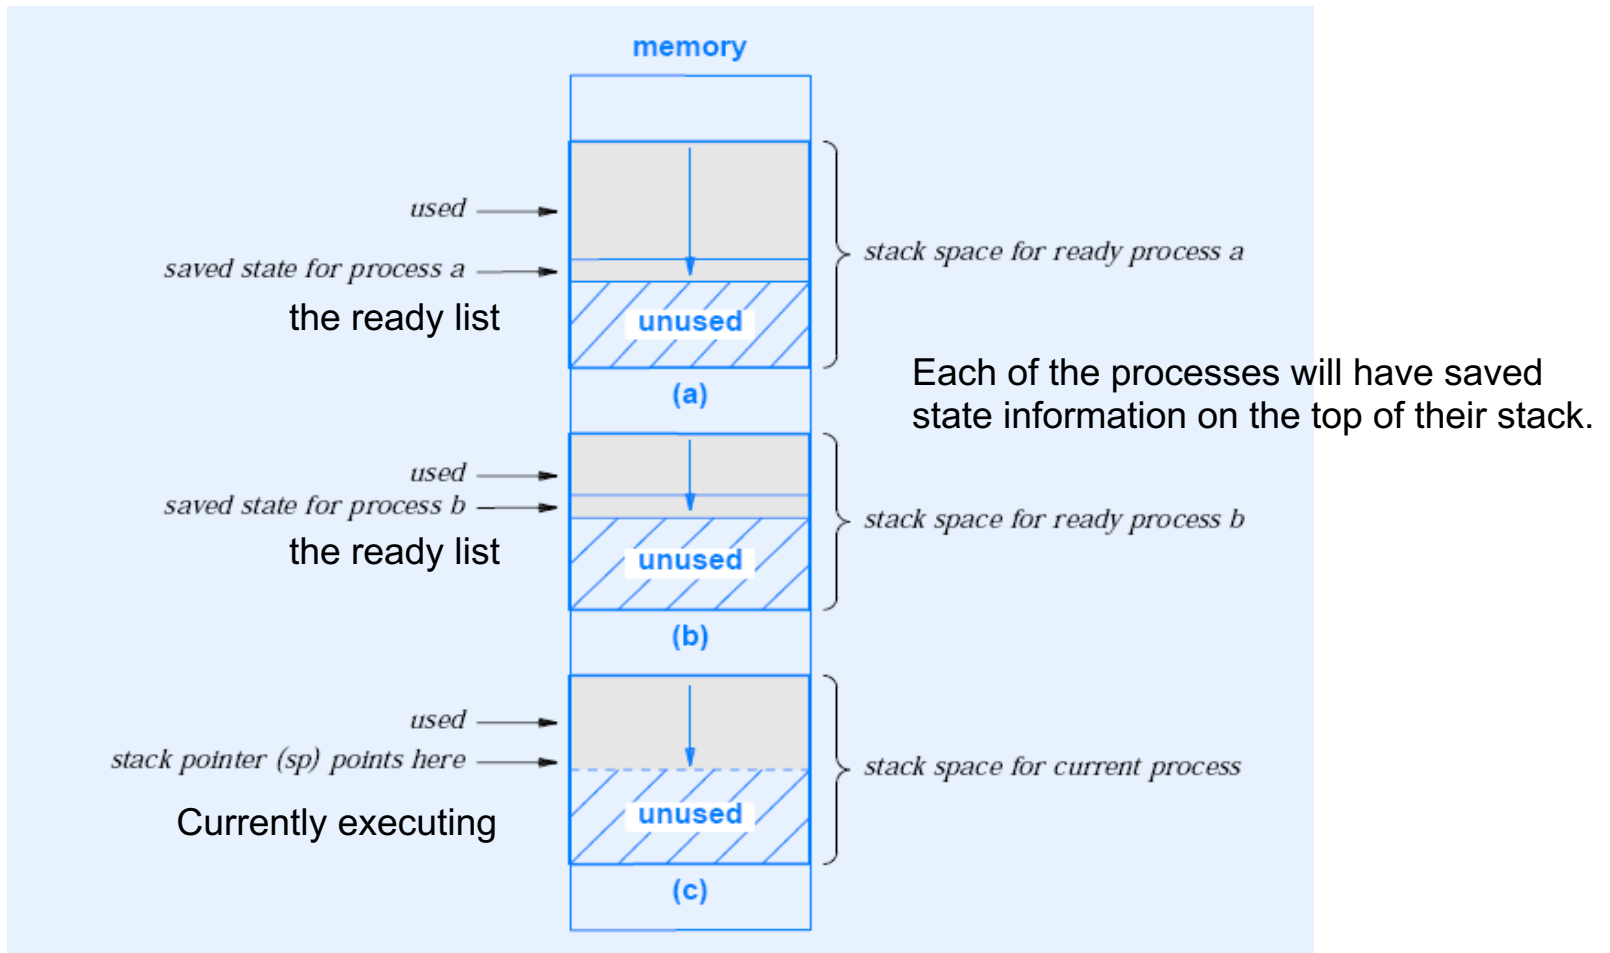 memory
used
saved state for process a
the ready list
unused
stack space for ready process a
(a)
Each of the processes will have saved
state information on the top of their stack.
used
saved state for process b
the ready list
unused
stack space for ready process b
(b)
used
stack pointer (sp) points here
Currently executing
unused
stack space for current process
(c)